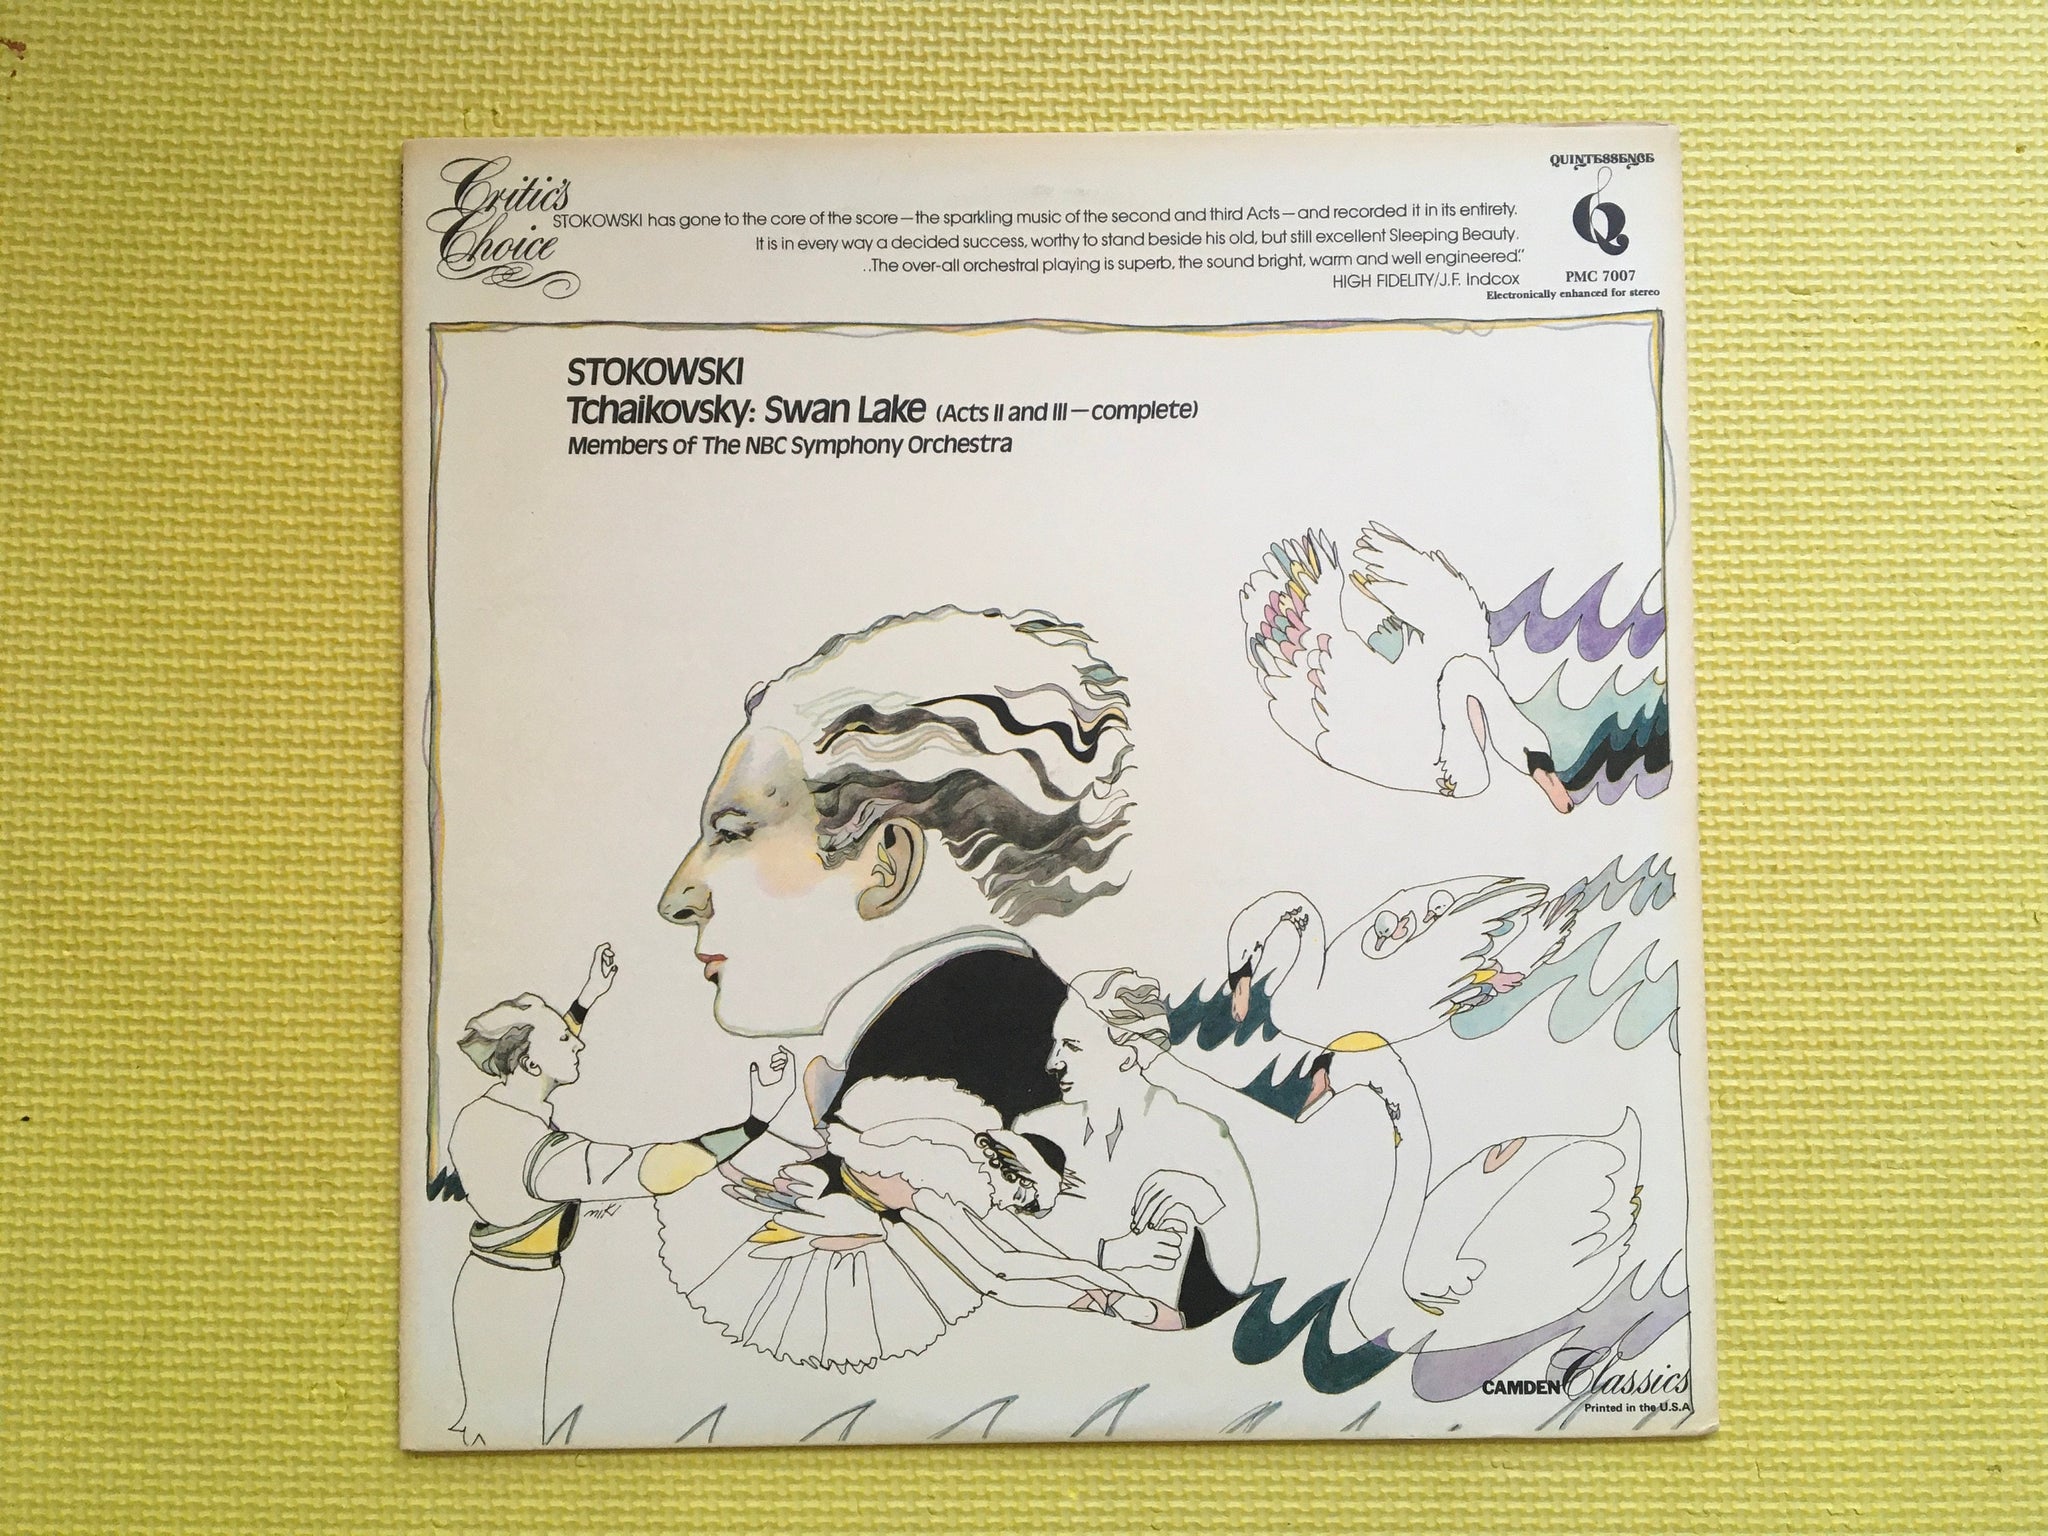 Critic's
Choice
STOKOWSKI has gone to the core of the score—the sparkling music of the second and third Acts—and recorded it in its entirety.
It is in every way a decided success, worthy to stand beside his old, but still excellent Sleeping Beauty.
..The over-all orchestral playing is superb, the sound bright, warm and well engineered."
HIGH FIDELITY/J.F. Indcox
QUINTESSENCE
Q
PMC 7007
Electronically enhanced for stereo
STOKOWSKI
Tchaikovsky: Swan Lake (Acts II and III—complete)
Members of The NBC Symphony Orchestra
CAMDEN Classics
Printed in the U.S.A